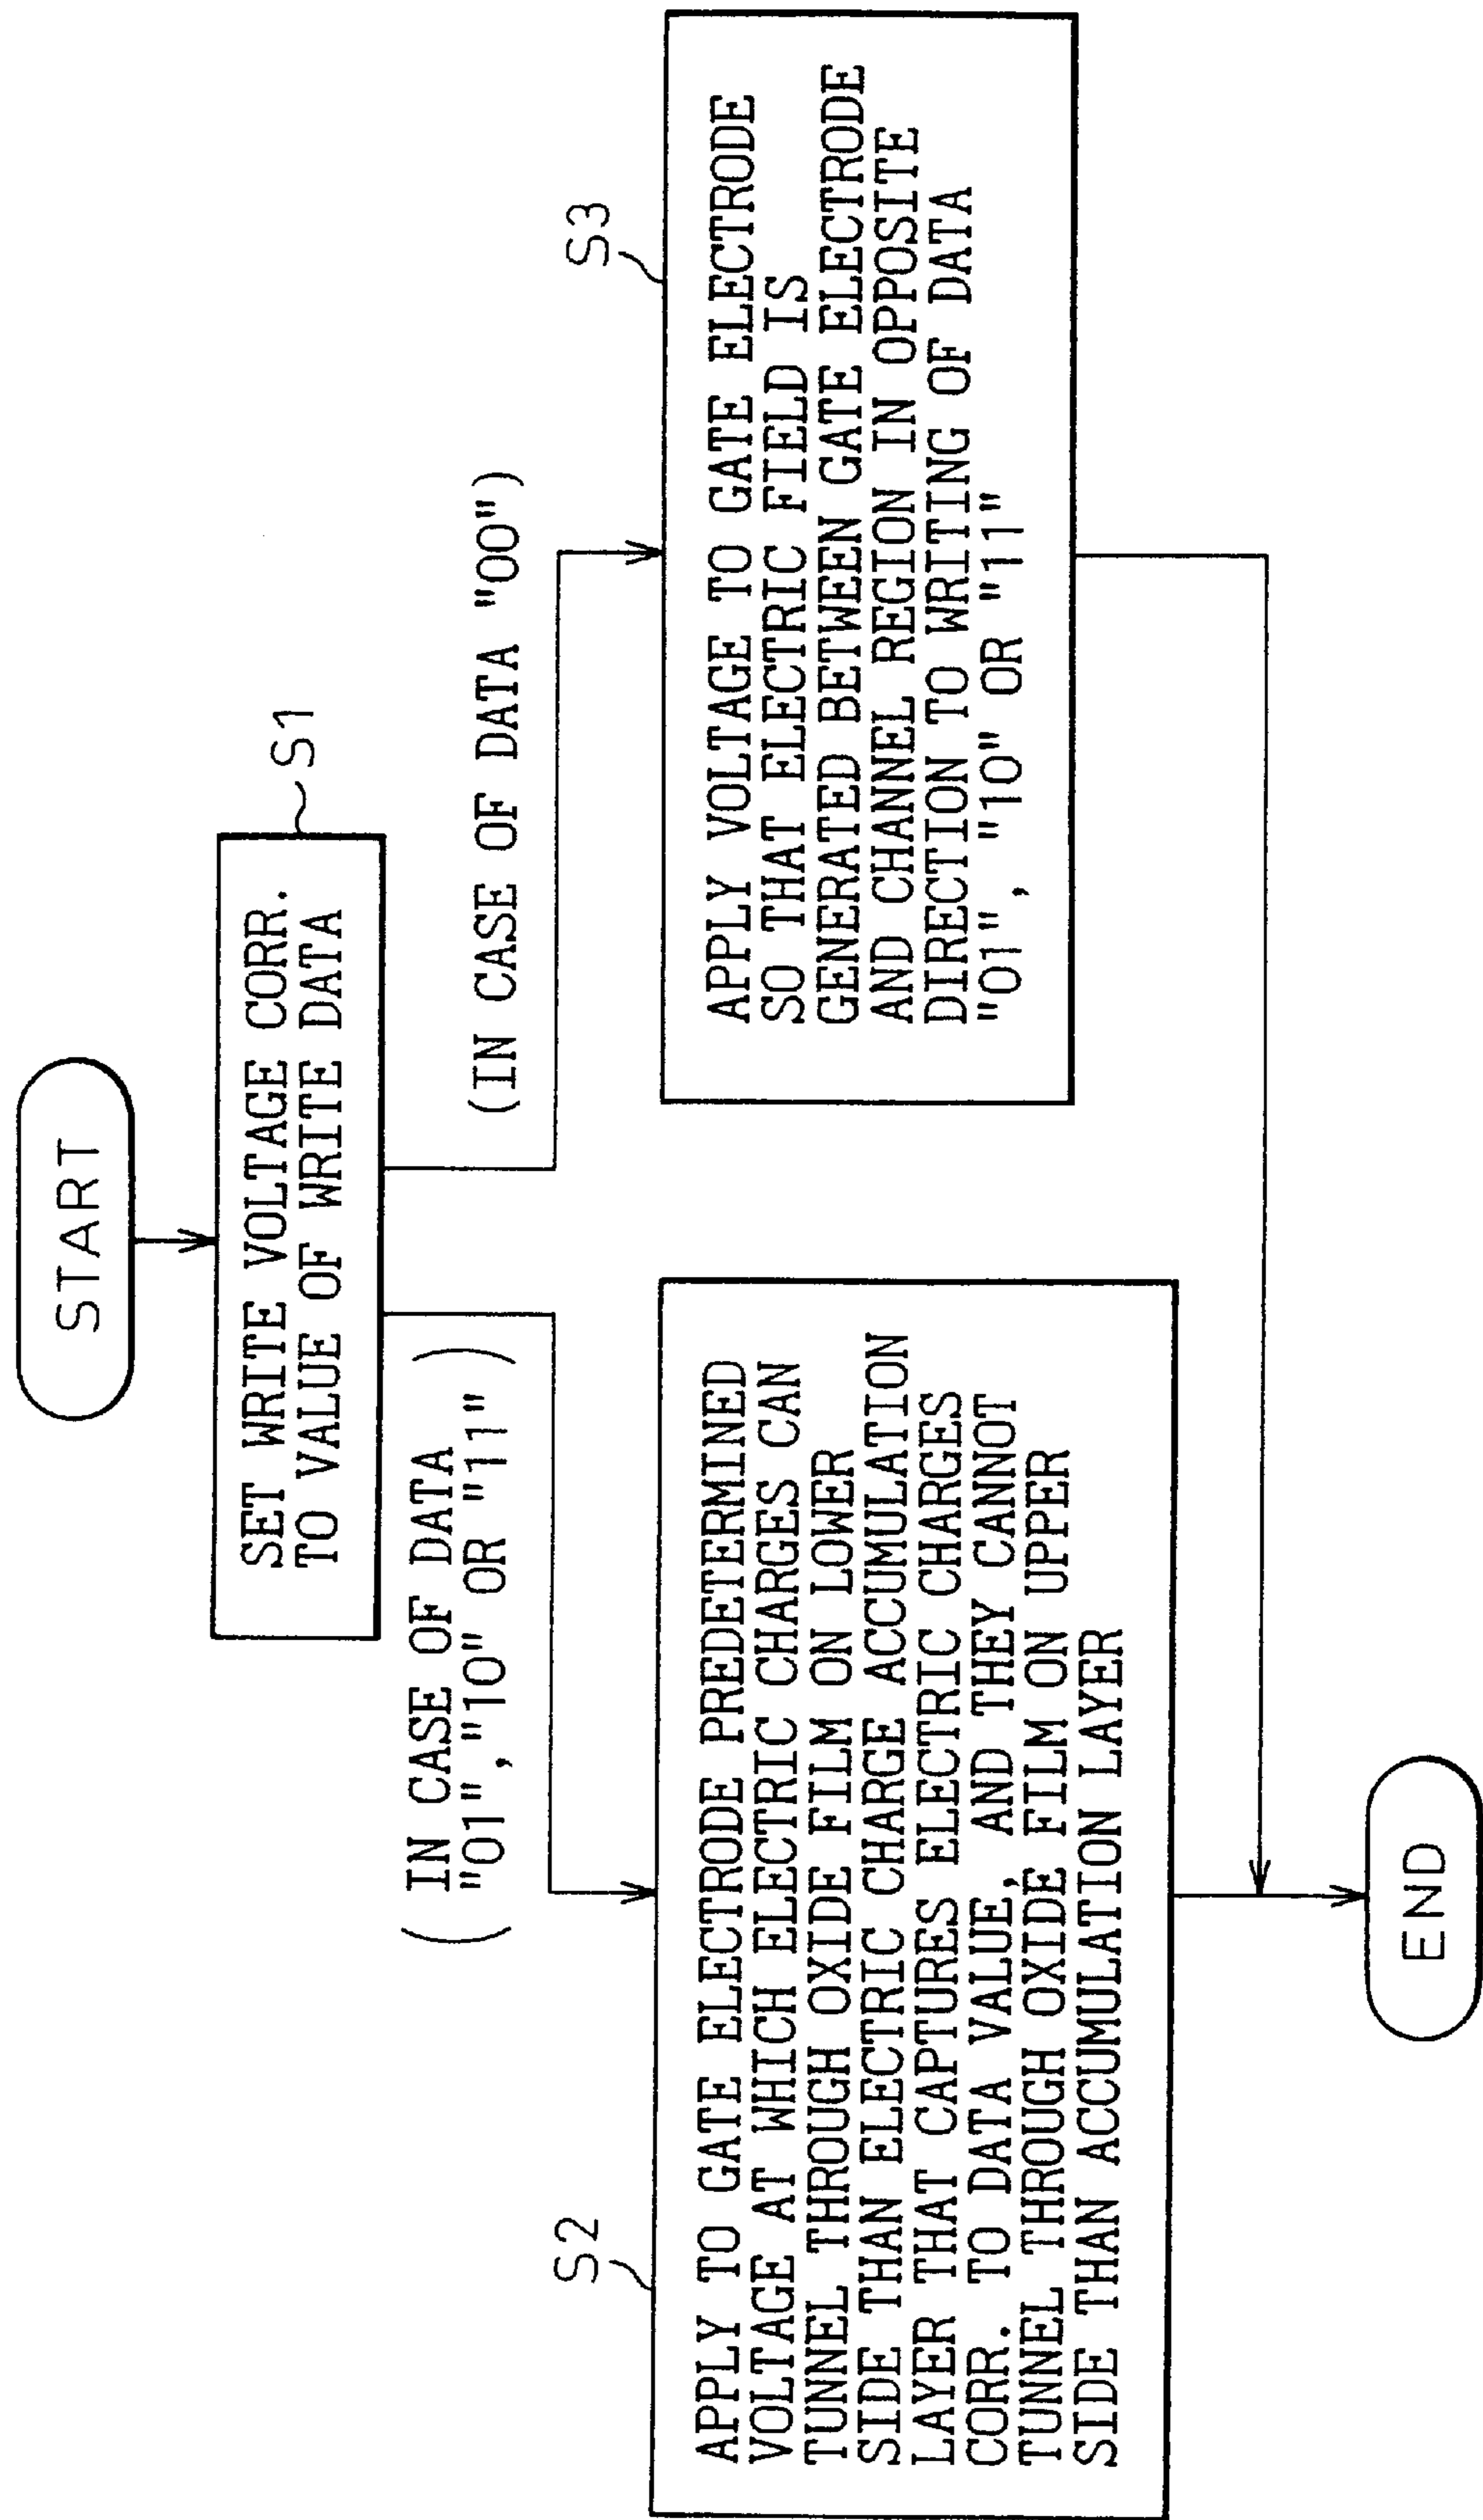 START
S1
SET WRITE VOLTAGE CORR.
TO VALUE OF WRITE DATA
(IN CASE OF DATA
"01","10" OR "11")
(IN CASE OF DATA "00")
S2
APPLY TO GATE ELECTRODE PREDETERMINED
VOLTAGE AT WHICH ELECTRIC CHARGES CAN
TUNNEL THROUGH OXIDE FILM ON LOWER
SIDE THAN ELECTRIC CHARGE ACCUMULATION
LAYER THAT CAPTURES ELECTRIC CHARGES
CORR. TO DATA VALUE, AND THEY CANNOT
TUNNEL THROUGH OXIDE FILM ON UPPER
SIDE THAN ACCUMULATION LAYER
S3
APPLY VOLTAGE TO GATE ELECTRODE
SO THAT ELECTRIC FIELD IS
GENERATED BETWEEN GATE ELECTRODE
AND CHANNEL REGION IN OPPOSITE
DIRECTION TO WRITING OF DATA
"01", "10" OR "11"
END